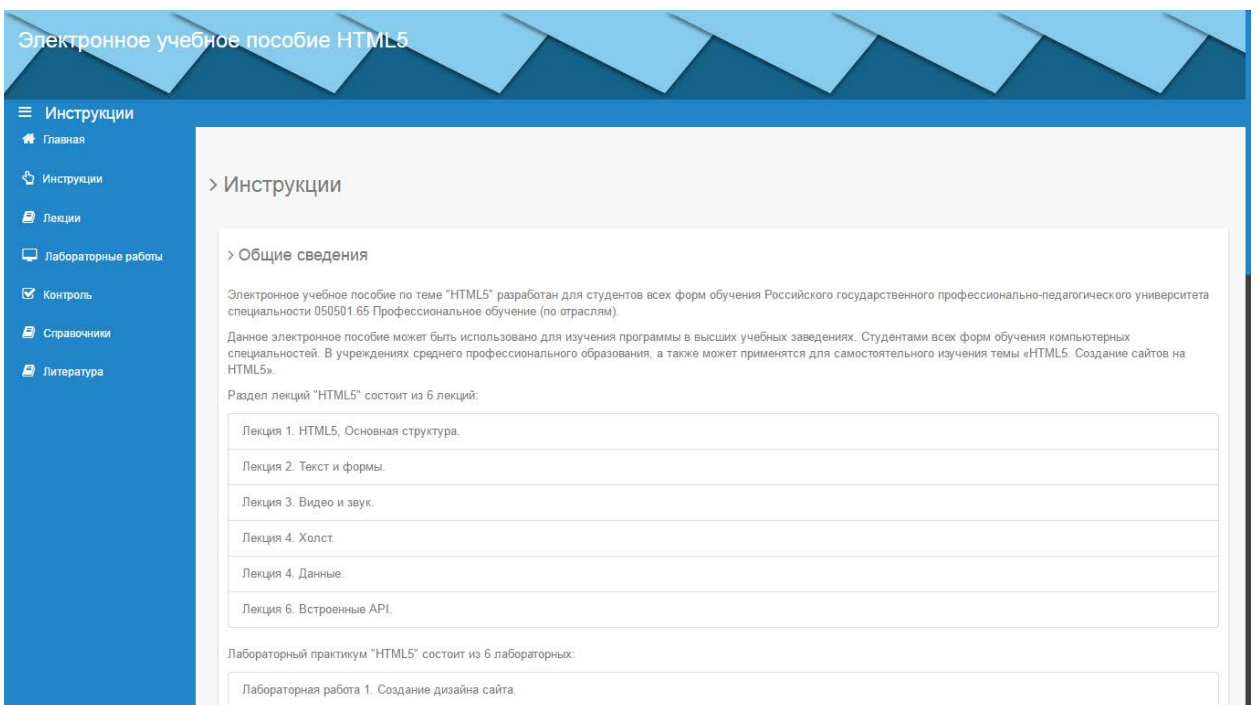 Электронное учебное пособие HTML5
Инструкции
Главная
Инструкции
Лекции
Лабораторные работы
Контроль
Справочники
Литература
Инструкции
Общие сведения
Электронное учебное пособие по теме "HTML5" разработан для студентов всех форм обучения Российского государственного профессионально-педагогического университета
специальности 050501.65 Профессиональное обучение (по отраслям).
Данное электронное пособие может быть использовано для изучения программы в высших учебных заведениях. Студентами всех форм обучения компьютерных
специальностей. В учреждениях среднего профессионального образования, а также может применятся для самостоятельного изучения темы «HTML5. Создание сайтов на
HTML5».
Раздел лекций "HTML5" состоит из 6 лекций:
Лекция 1. HTML5, Основная структура.
Лекция 2. Текст и формы.
Лекция 3. Видео и звук.
Лекция 4. Холст.
Лекция 4. Данные.
Лекция 6. Встроенные API.
Лабораторный практикум "HTML5" состоит из 6 лабораторных:
Лабораторная работа 1. Создание дизайна сайта.